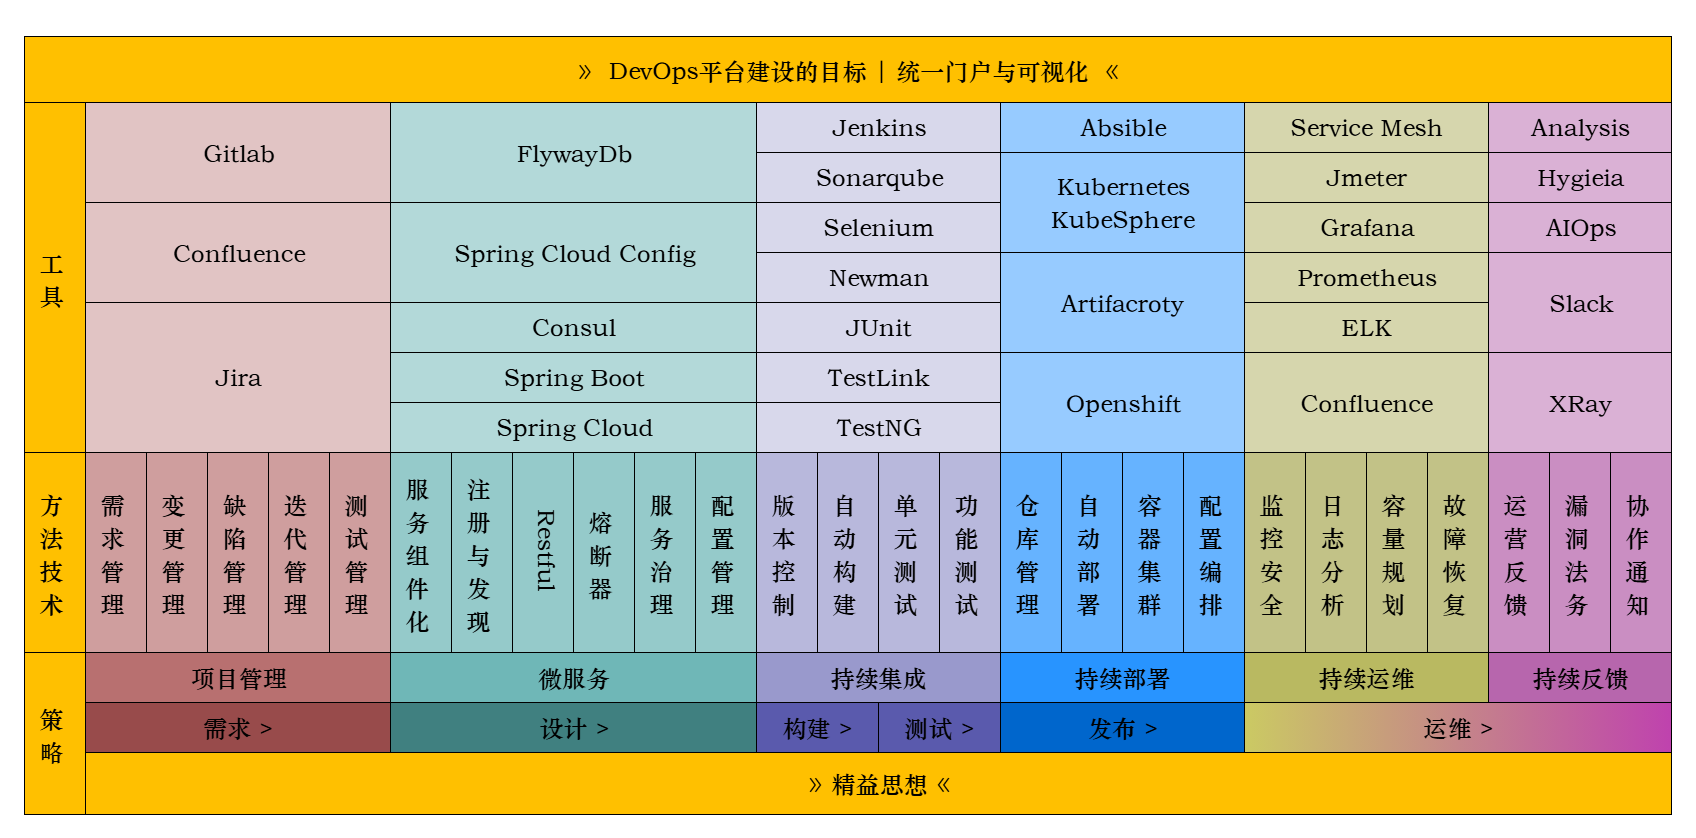 » DevOps平台建设的目标 | 统一门户与可视化 «
工具
Gitlab
Confluence
Jira
FlywayDb
Spring Cloud Config
Consul
Spring Boot
Spring Cloud
Jenkins
Sonarqube
Selenium
Newman
JUnit
TestLink
TestNG
Absible
Kubernetes
KubeSphere
Artifacroty
Openshift
Service Mesh
Jmeter
Grafana
Prometheus
ELK
Confluence
Analysis
Hygieia
AIOps
Slack
XRay
方法技术
需求管理
变更管理
缺陷管理
迭代管理
测试管理
服务组件化
注册与发现
Restful
熔断器
服务治理
配置管理
版本控制
自动构建
单元测试
功能测试
仓库管理
自动部署
容器集群
配置编排
监控安全
日志分析
容量规划
故障恢复
运营反馈
漏洞法务
协作通知
策略
项目管理
微服务
持续集成
持续部署
持续运维
持续反馈
需求 >
设计 >
构建 >
测试 >
发布 >
运维 >
» 精益思想 «